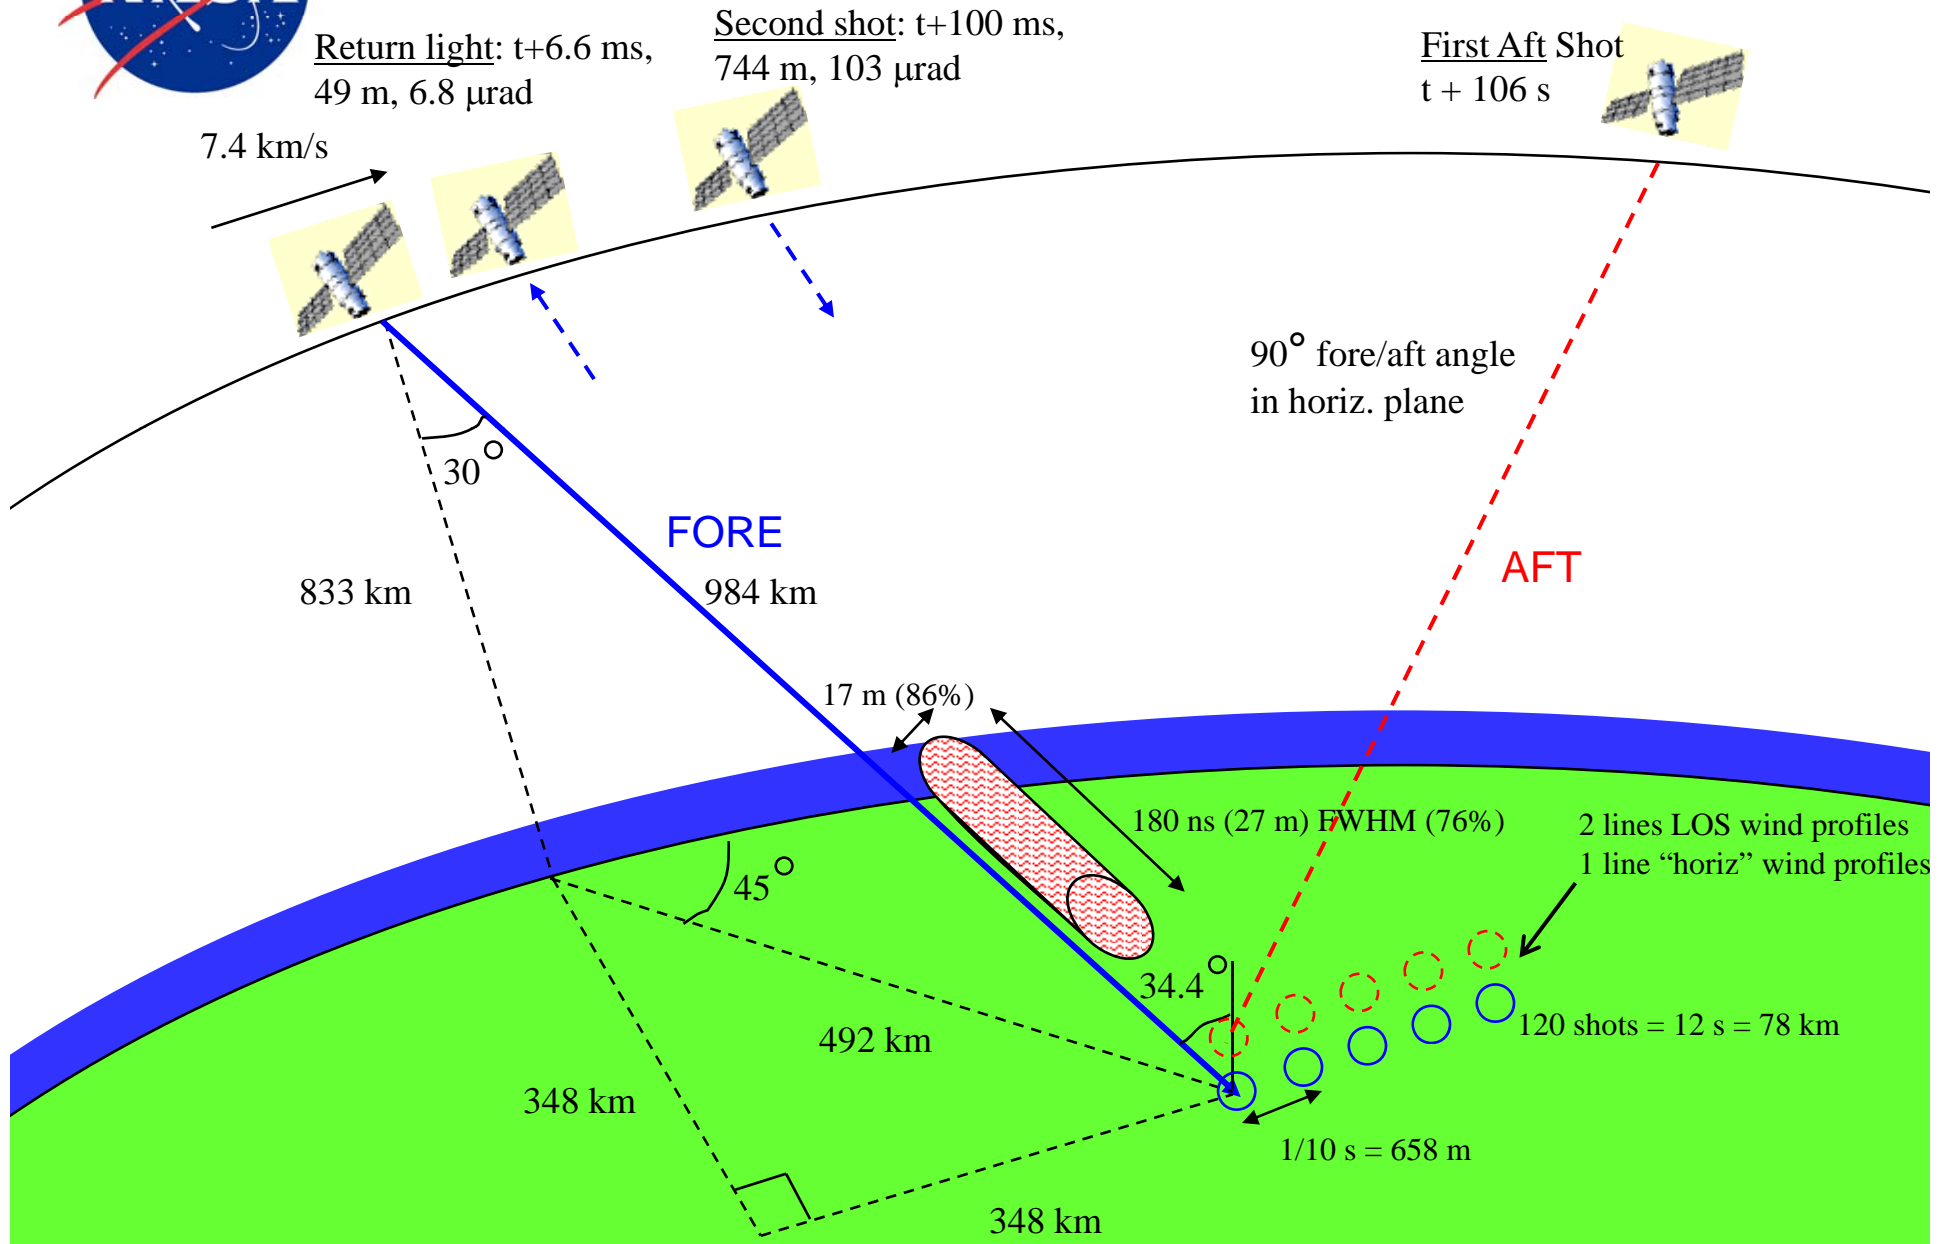 NASA
Return light: t+6.6 ms,
49 m, 6.8 μrad
Second shot: t+100 ms,
744 m, 103 μrad
First Aft Shot
t + 106 s
7.4 km/s
90° fore/aft angle
in horiz. plane
30°
FORE
AFT
833 km
984 km
17 m (86%)
180 ns (27 m) FWHM (76%)
2 lines LOS wind profiles
1 line “horiz” wind profiles
45°
34.4°
120 shots = 12 s = 78 km
492 km
348 km
1/10 s = 658 m
348 km